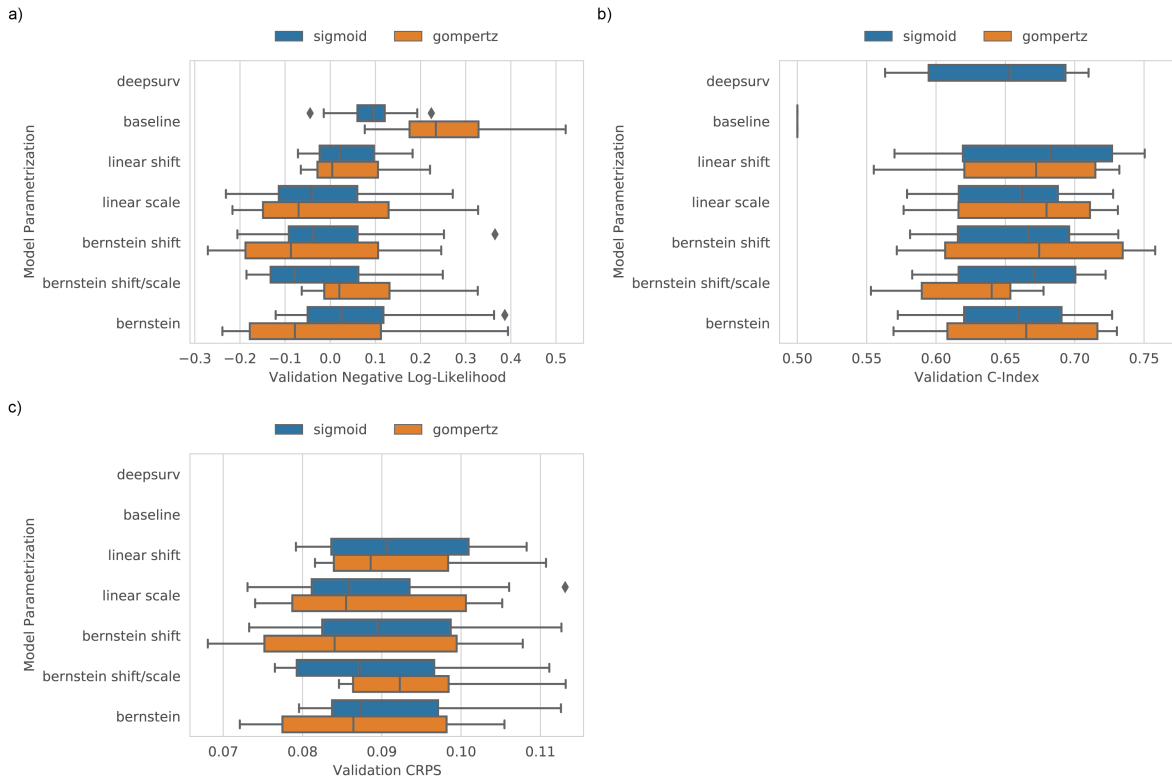 a)
sigmoid gompertz
deepsurv
baseline
linear shift
linear scale
bernstein shift
bernstein shift/scale
bernstein
Model Parametrization
−0.3 −0.2 −0.1 0.0 0.1 0.2 0.3 0.4 0.5
Validation Negative Log-Likelihood
b)
sigmoid gompertz
deepsurv
baseline
linear shift
linear scale
bernstein shift
bernstein shift/scale
bernstein
Model Parametrization
0.50 0.55 0.60 0.65 0.70 0.75
Validation C-Index
c)
sigmoid gompertz
deepsurv
baseline
linear shift
linear scale
bernstein shift
bernstein shift/scale
bernstein
Model Parametrization
0.07 0.08 0.09 0.10 0.11
Validation CRPS